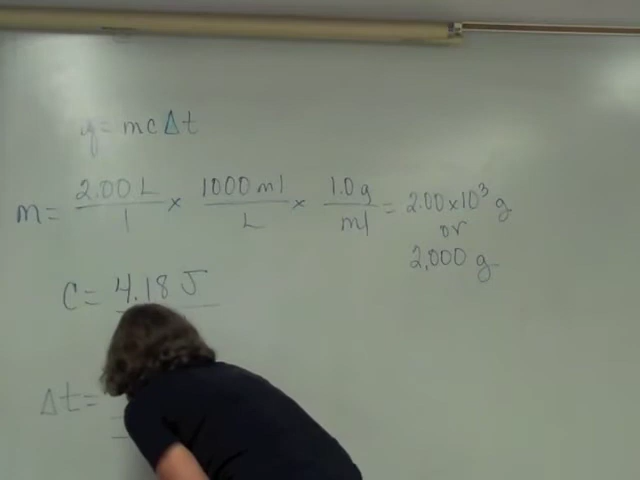 q = mcΔt
m = 2.00 L / 1 × 1000 ml / L × 1.0 g / ml = 2.00 × 10³ g
or
2,000 g
C = 4.18 J
Δt =